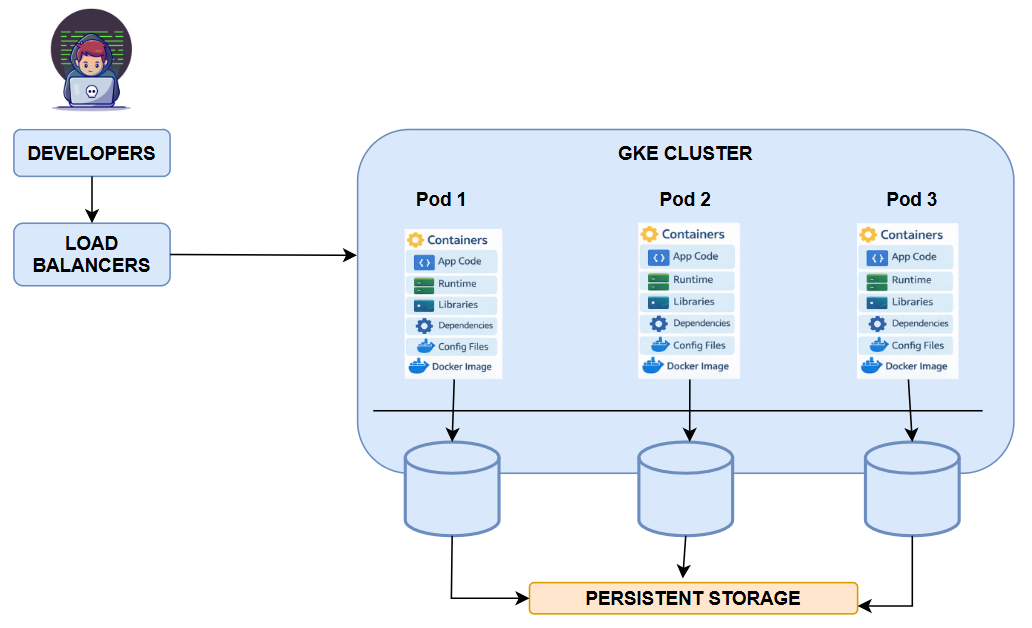 DEVELOPERS
LOAD
BALANCERS
GKE CLUSTER
Pod 1
Containers
App Code
Runtime
Libraries
Dependencies
Config Files
Docker Image
Pod 2
Containers
App Code
Runtime
Libraries
Dependencies
Config Files
Docker Image
Pod 3
Containers
App Code
Runtime
Libraries
Dependencies
Config Files
Docker Image
PERSISTENT STORAGE